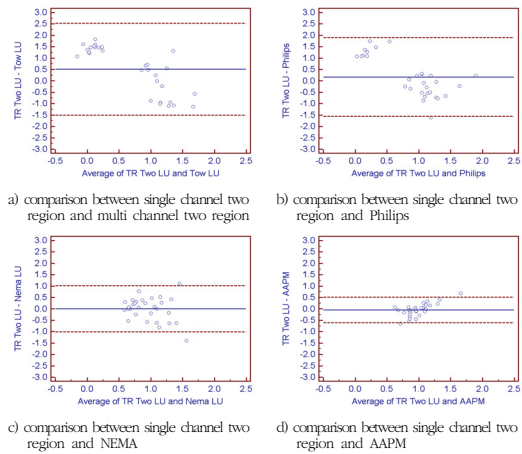 a)
3.0
2.5
2.0
1.5
1.0
0.5
0.0
-0.5
-1.0
1.5
2.0
2.5
3.0
TR Two LU - Tow LU
-0.5 0.0 0.5 1.0 1.5 2.0 2.5
Average of TR Two LU and Tow LU
a) comparison between single channel two
region and multi channel two region
b)
3.0
2.5
2.0
1.5
1.0
0.5
0.0
-0.5
-1.0
-1.5
-2.0
-2.5
-3.0
TR Two LU - Philips
-0.5 0.0 0.5 1.0 1.5 2.0 2.5
Average of TR Two LU and Philips
b) comparison between single channel two
region and Philips
3.0
2.5
2.0
1.5
1.0
0.5
0.0
-0.5
-1.0
-1.5
-2.0
-2.5
-3.0
TR Two LU - Nema LU
-0.5 0.0 0.5 1.0 1.5 2.0 2.5
Average of TR Two LU and Nema LU
c) comparison between single channel two
region and NEMA
3.0
2.5
2.0
1.5
1.0
0.5
0.0
-0.5
-1.0
-1.5
-2.0
-2.5
-3.0
TR Two LU - AAPM
-0.5 0.0 0.5 1.0 1.5 2.0 2.5
Average of TR Two LU and AAPM
d) comparison between single channel two
region and AAPM